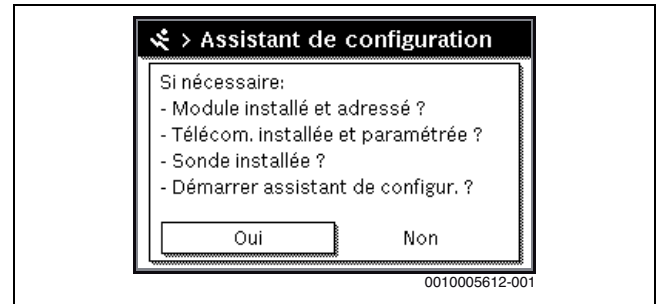 > Assistant de configuration
Si nécessaire:
- Module installé et adressé ?
- Télécom. installée et paramétrée ?
- Sonde installée ?
- Démarrer assistant de configur. ?
Oui Non
0010005612-001